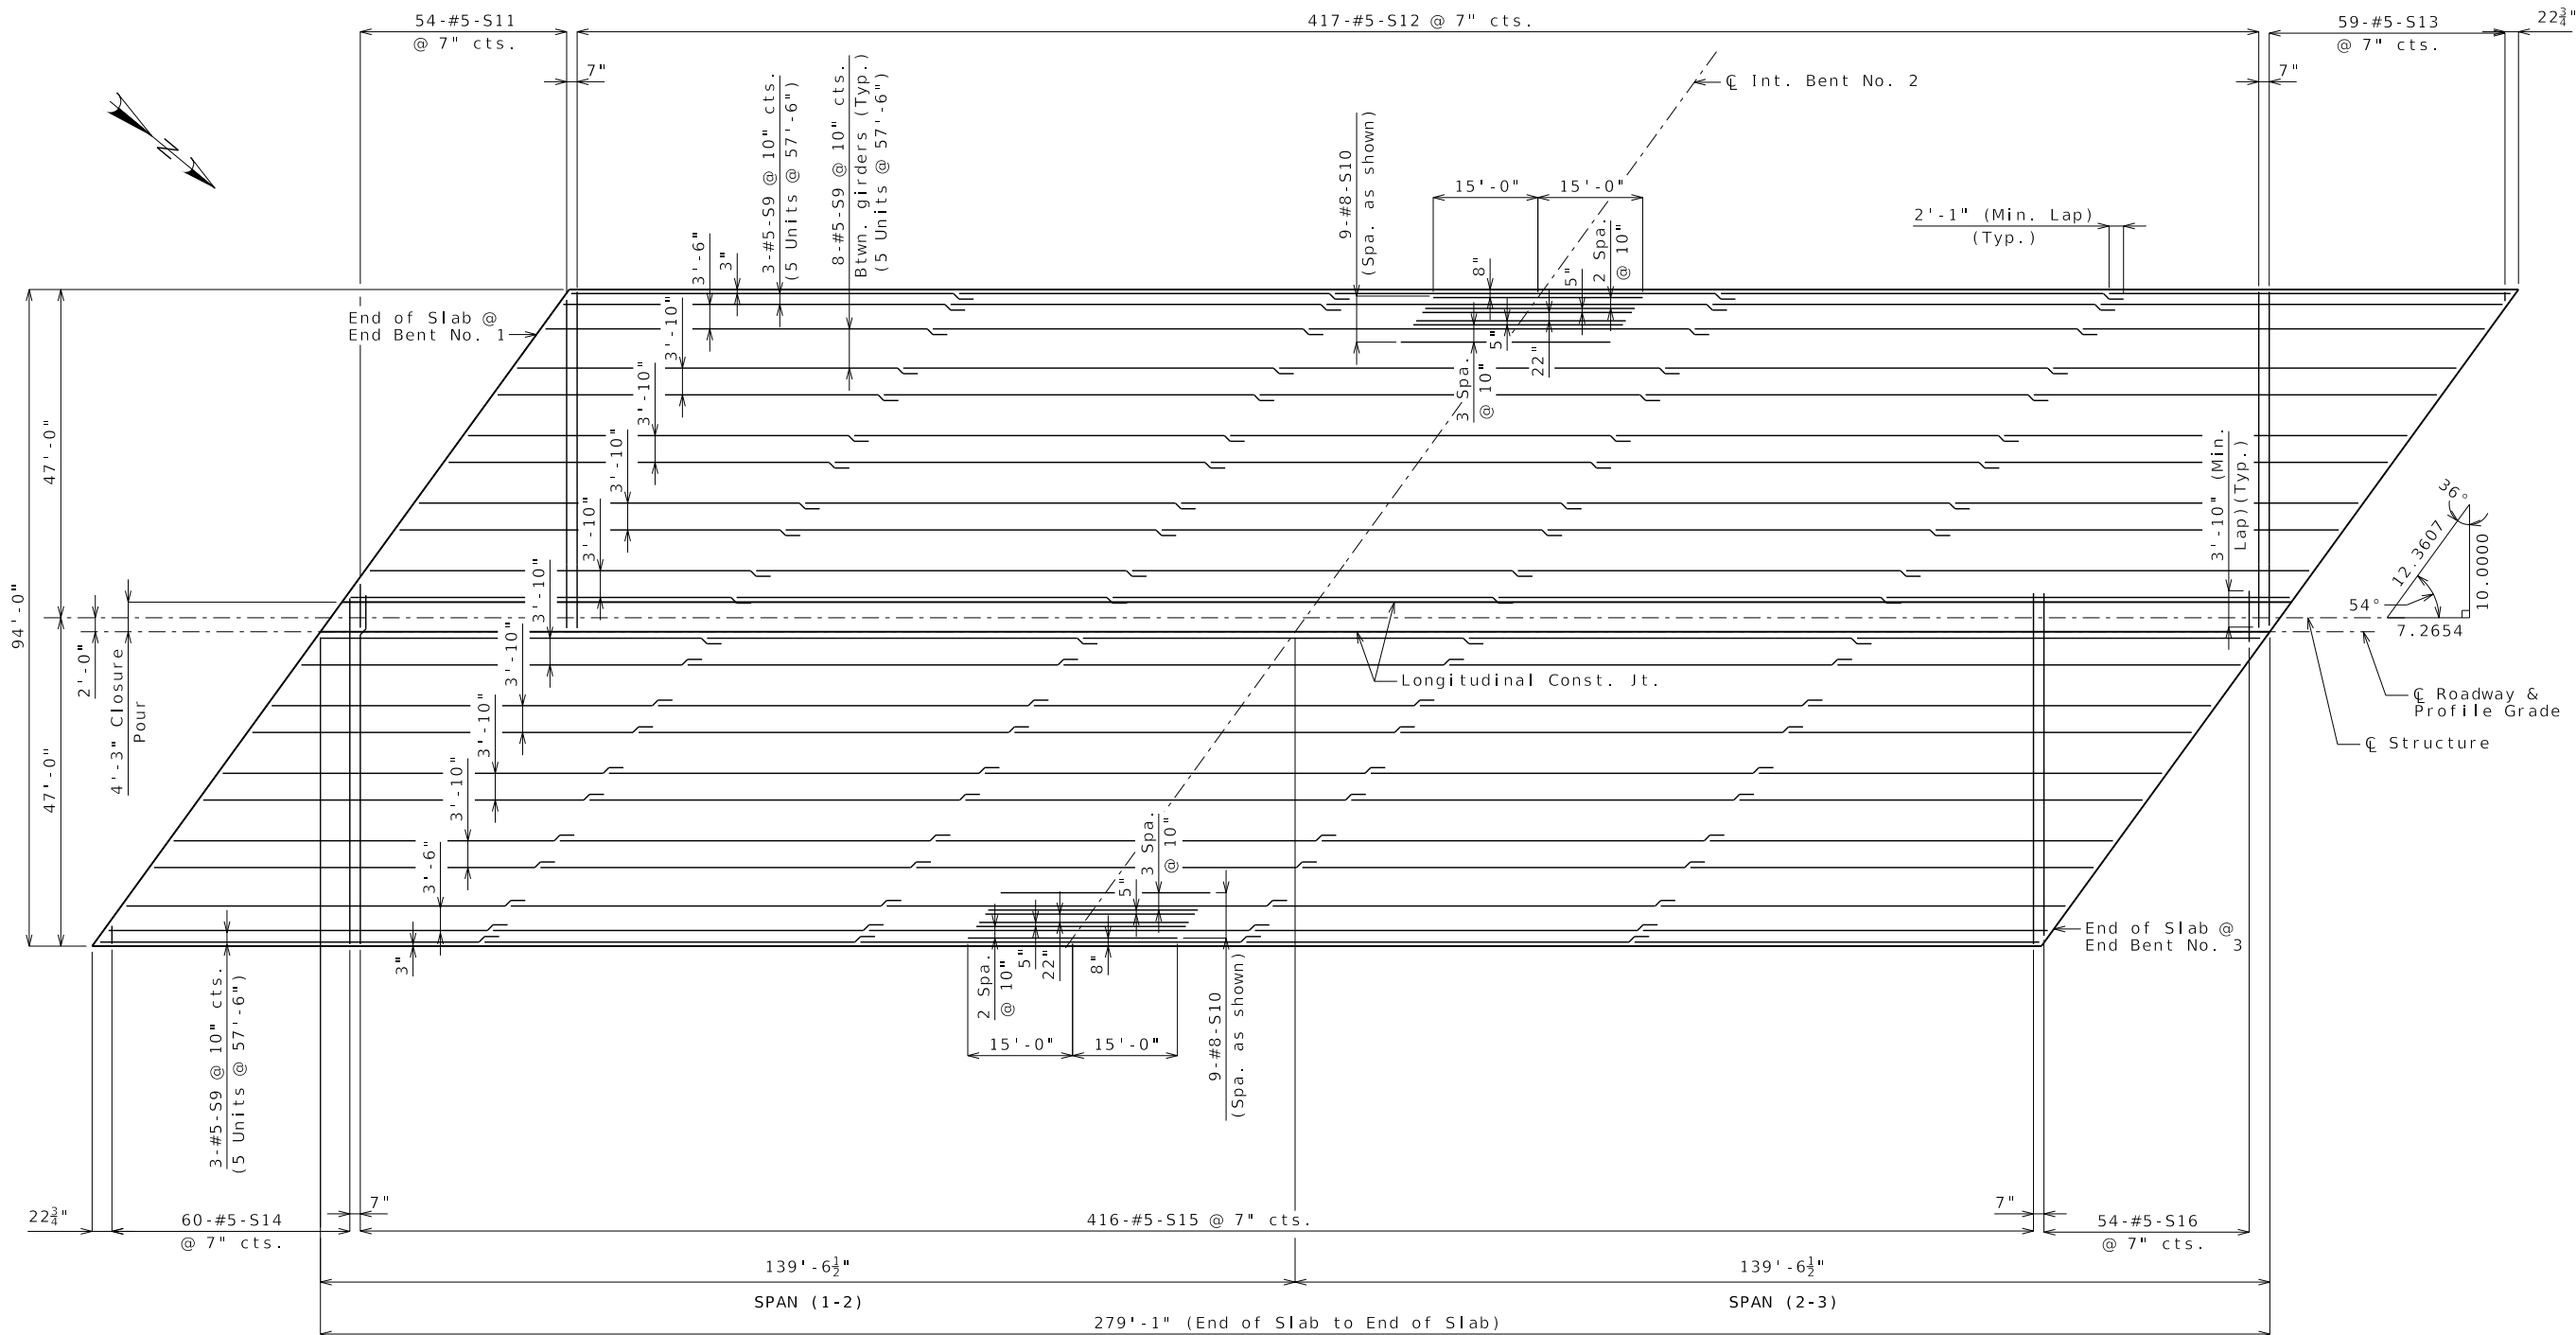 54-#5-S11
@ 7" cts.
417-#5-S12 @ 7" cts.
59-#5-S13
@ 7" cts.
22¾"
7"
7"
℄ Int. Bent No. 2
N
3-#5-S9 @ 10" cts.
(5 Units @ 57'-6")
8-#5-S9 @ 10" cts.
Btwn. girders (Typ.)
(5 Units @ 57'-6")
9-#8-S10
(Spa. as shown)
15'-0"
15'-0"
2'-1" (Min. Lap)
(Typ.)
3'-6"
3"
8"
5"
2 Spa.
@ 10"
End of Slab @
End Bent No. 1
3'-10"
5"
22"
3 Spa.
@ 10"
3'-10"
3'-10"
3'-10"
3'-10"
3'-10"
3'-10"
3'-10"
3'-10"
94'-0"
47'-0"
47'-0"
2'-0"
4'-3" Closure
Pour
3'-10" (Min.
Lap)(Typ.)
36°
12.3607
10.0000
54°
7.2654
Longitudinal Const. Jt.
℄ Roadway &
Profile Grade
℄ Structure
3'-6"
3"
3 Spa.
@ 10"
5"
2 Spa.
@ 10"
5"
22"
8"
9-#8-S10
(Spa. as shown)
End of Slab @
End Bent No. 3
3-#5-S9 @ 10" cts.
(5 Units @ 57'-6")
15'-0"
15'-0"
22¾"
60-#5-S14
@ 7" cts.
7"
416-#5-S15 @ 7" cts.
7"
54-#5-S16
@ 7" cts.
139'-6½"
139'-6½"
SPAN (1-2)
SPAN (2-3)
279'-1" (End of Slab to End of Slab)